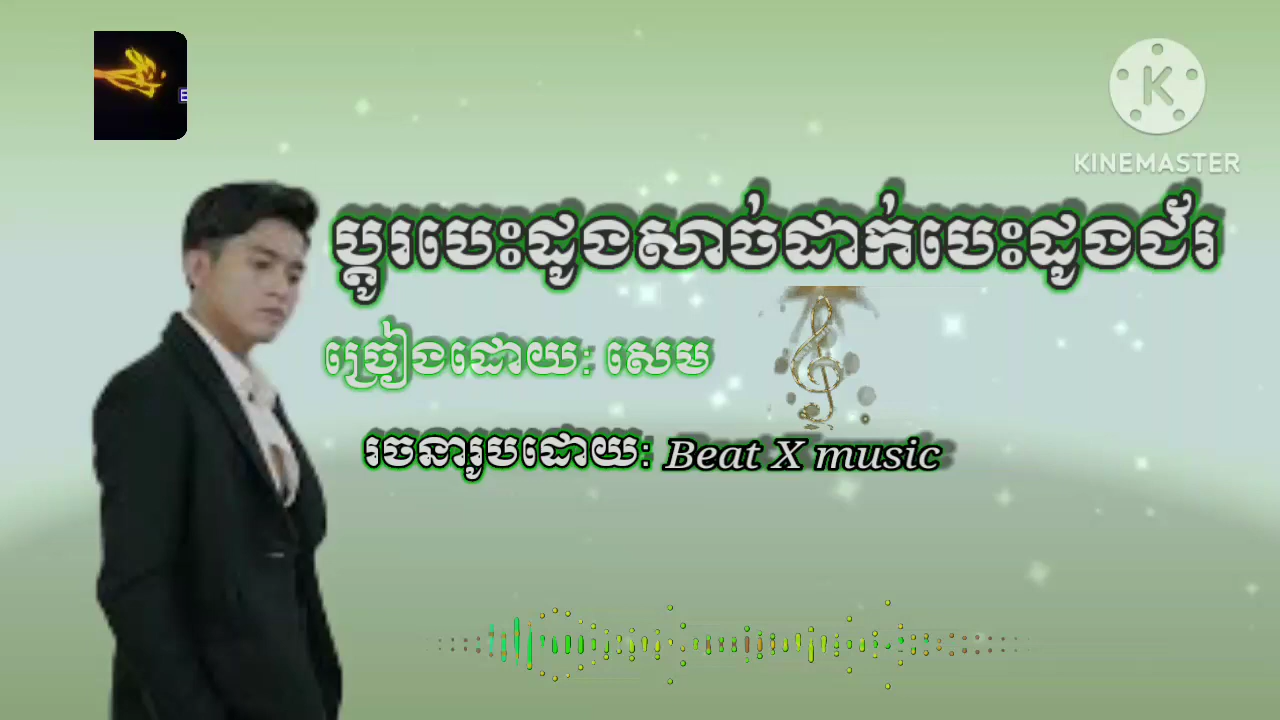 KINEMASTER
ប្ដូរបេះដូងសាច់ដាក់បេះដូងជ័រ
ច្រៀងដោយៈ សេម
រចនារូបដោយៈ Beat X music